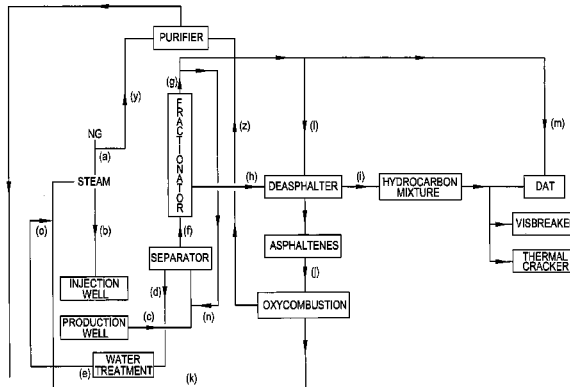 PURIFIER
(g)
(y)
FRACTIONATOR
(z)
(l)
(m)
NG
(a)
STEAM
(h)
DEASPHALTER
(i)
HYDROCARBON
MIXTURE
DAT
(o)
(b)
(f)
VISBREAKER
SEPARATOR
ASPHALTENES
THERMAL
CRACKER
(d)
(j)
INJECTION
WELL
OXYCOMBUSTION
PRODUCTION
WELL
(c)
(n)
WATER
TREATMENT
(e)
(k)